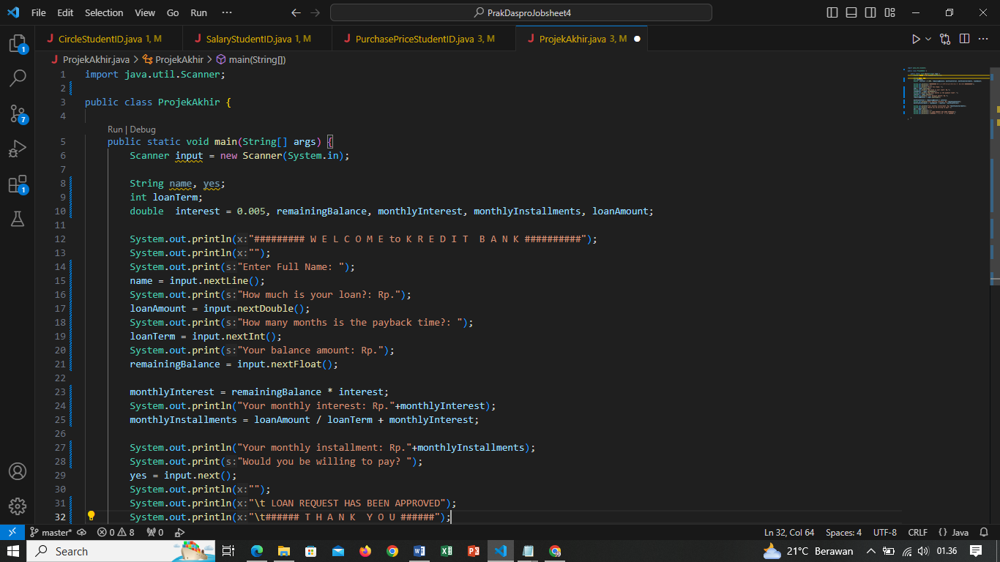 File Edit Selection View Go Run ··· PrakDasproJobsheet4
CircleStudentID.java 1, M SalaryStudentID.java 1, M PurchasePriceStudentID.java 3, M ProjekAkhir.java 3, M
ProjekAkhir.java > ProjekAkhir > main(String[])
1 import java.util.Scanner;
2
3 public class ProjekAkhir {
4
Run | Debug
5 public static void main(String[] args) {
6 Scanner input = new Scanner(System.in);
7
8 String name, yes;
9 int loanTerm;
10 double  interest = 0.005, remainingBalance, monthlyInterest, monthlyInstallments, loanAmount;
11
12 System.out.println(x:"######### W E L C O M E to K R E D I T  B A N K ##########");
13 System.out.println(x:"");
14 System.out.print(s:"Enter Full Name: ");
15 name = input.nextLine();
16 System.out.print(s:"How much is your loan?: Rp.");
17 loanAmount = input.nextDouble();
18 System.out.print(s:"How many months is the payback time?: ");
19 loanTerm = input.nextInt();
20 System.out.print(s:"Your balance amount: Rp.");
21 remainingBalance = input.nextFloat();
22
23 monthlyInterest = remainingBalance * interest;
24 System.out.println("Your monthly interest: Rp."+monthlyInterest);
25 monthlyInstallments = loanAmount / loanTerm + monthlyInterest;
26
27 System.out.println("Your monthly installment: Rp."+monthlyInstallments);
28 System.out.print(s:"Would you be willing to pay? ");
29 yes = input.next();
30 System.out.println(x:"");
31 System.out.println(x:"\t LOAN REQUEST HAS BEEN APPROVED");
32 System.out.println(x:"\t###### T H A N K  Y O U ######");
1
7
1
master* 0 8 0 Ln 32, Col 64 Spaces: 4 UTF-8 CRLF {} Java
Search 21°C Berawan 01.36